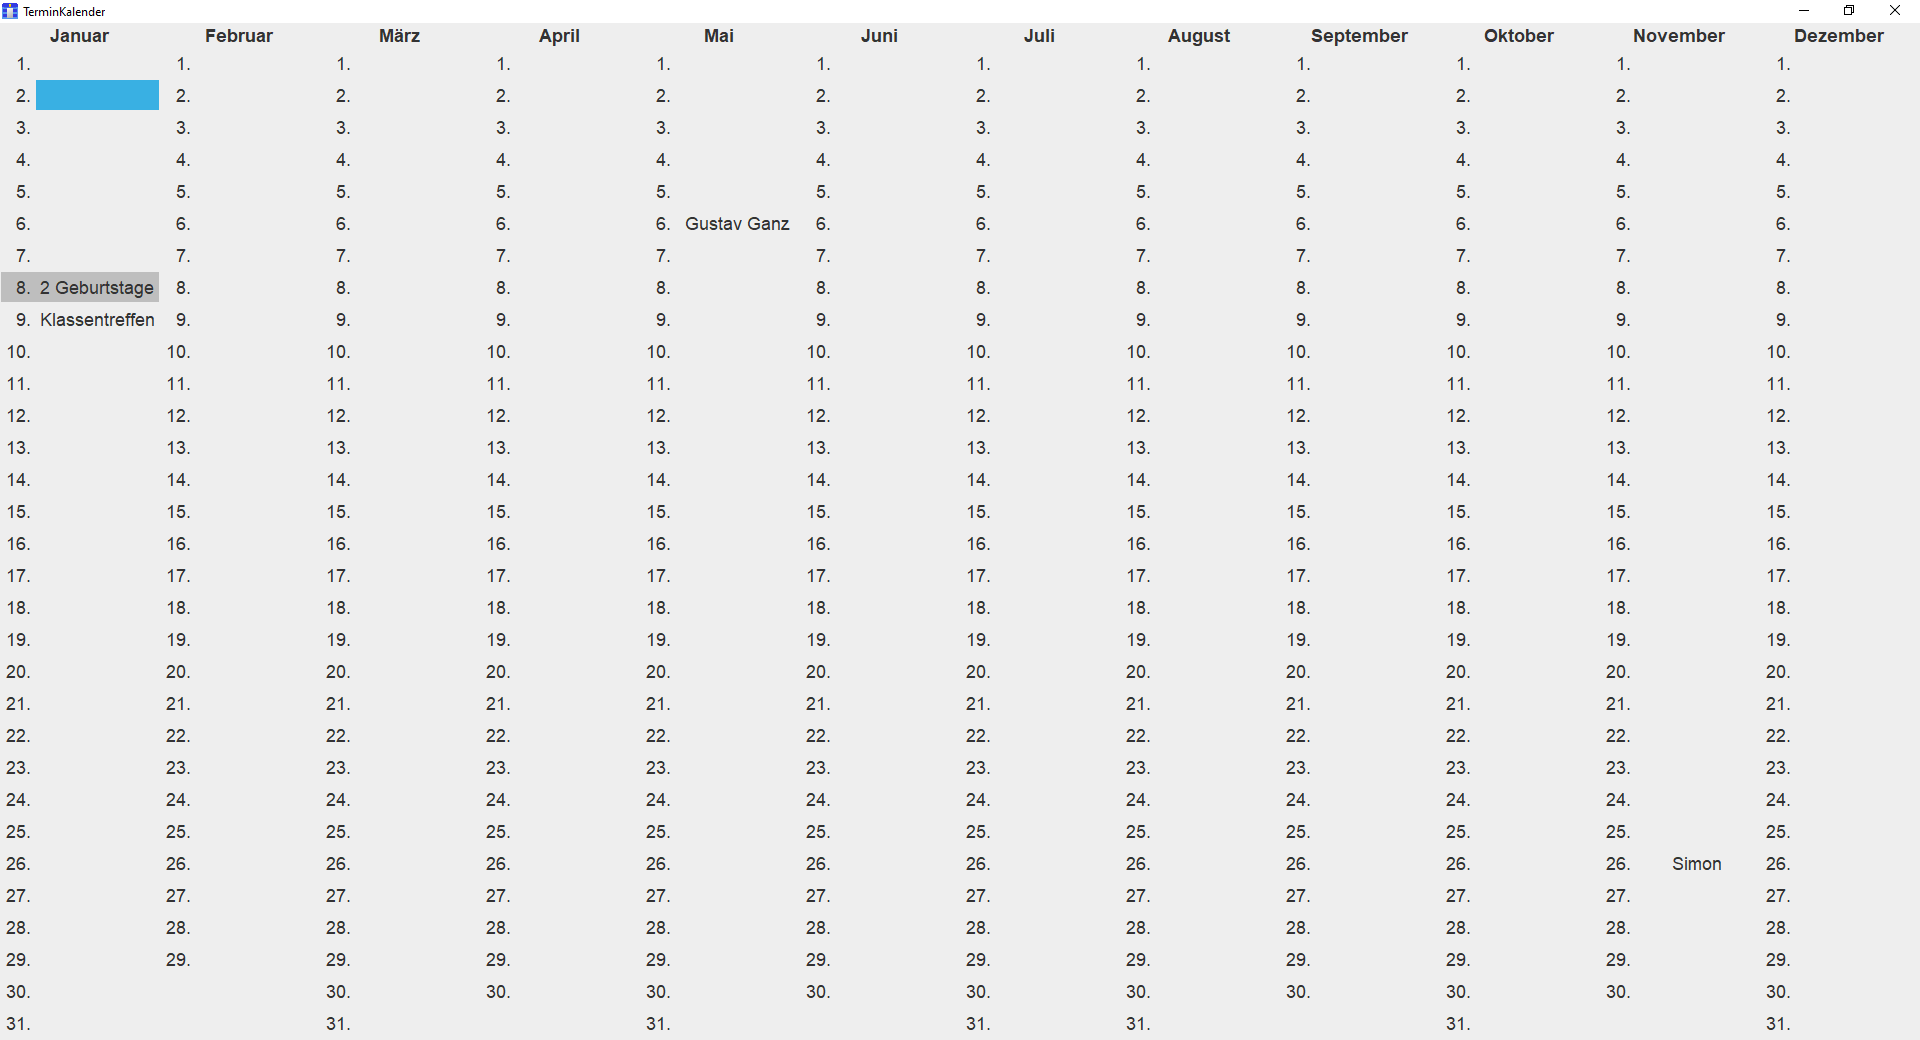 TerminKalender
Januar Februar März April Mai Juni Juli August September Oktober November Dezember
1. 1. 1. 1. 1. 1. 1. 1. 1. 1. 1. 1.
2. 2. 2. 2. 2. 2. 2. 2. 2. 2. 2. 2.
3. 3. 3. 3. 3. 3. 3. 3. 3. 3. 3. 3.
4. 4. 4. 4. 4. 4. 4. 4. 4. 4. 4. 4.
5. 5. 5. 5. 5. 5. 5. 5. 5. 5. 5. 5.
6. 6. 6. 6. 6. Gustav Ganz 6. 6. 6. 6. 6. 6. 6.
7. 7. 7. 7. 7. 7. 7. 7. 7. 7. 7. 7.
8. 2 Geburtstage 8. 8. 8. 8. 8. 8. 8. 8. 8. 8. 8.
9. Klassentreffen 9. 9. 9. 9. 9. 9. 9. 9. 9. 9. 9.
10. 10. 10. 10. 10. 10. 10. 10. 10. 10. 10. 10.
11. 11. 11. 11. 11. 11. 11. 11. 11. 11. 11. 11.
12. 12. 12. 12. 12. 12. 12. 12. 12. 12. 12. 12.
13. 13. 13. 13. 13. 13. 13. 13. 13. 13. 13. 13.
14. 14. 14. 14. 14. 14. 14. 14. 14. 14. 14. 14.
15. 15. 15. 15. 15. 15. 15. 15. 15. 15. 15. 15.
16. 16. 16. 16. 16. 16. 16. 16. 16. 16. 16. 16.
17. 17. 17. 17. 17. 17. 17. 17. 17. 17. 17. 17.
18. 18. 18. 18. 18. 18. 18. 18. 18. 18. 18. 18.
19. 19. 19. 19. 19. 19. 19. 19. 19. 19. 19. 19.
20. 20. 20. 20. 20. 20. 20. 20. 20. 20. 20. 20.
21. 21. 21. 21. 21. 21. 21. 21. 21. 21. 21. 21.
22. 22. 22. 22. 22. 22. 22. 22. 22. 22. 22. 22.
23. 23. 23. 23. 23. 23. 23. 23. 23. 23. 23. 23.
24. 24. 24. 24. 24. 24. 24. 24. 24. 24. 24. 24.
25. 25. 25. 25. 25. 25. 25. 25. 25. 25. 25. 25.
26. 26. 26. 26. 26. 26. 26. 26. 26. 26. 26. Simon 26.
27. 27. 27. 27. 27. 27. 27. 27. 27. 27. 27. 27.
28. 28. 28. 28. 28. 28. 28. 28. 28. 28. 28. 28.
29. 29. 29. 29. 29. 29. 29. 29. 29. 29. 29. 29.
30. 30. 30. 30. 30. 30. 30. 30. 30. 30. 30.
31. 31. 31. 31. 31. 31. 31.